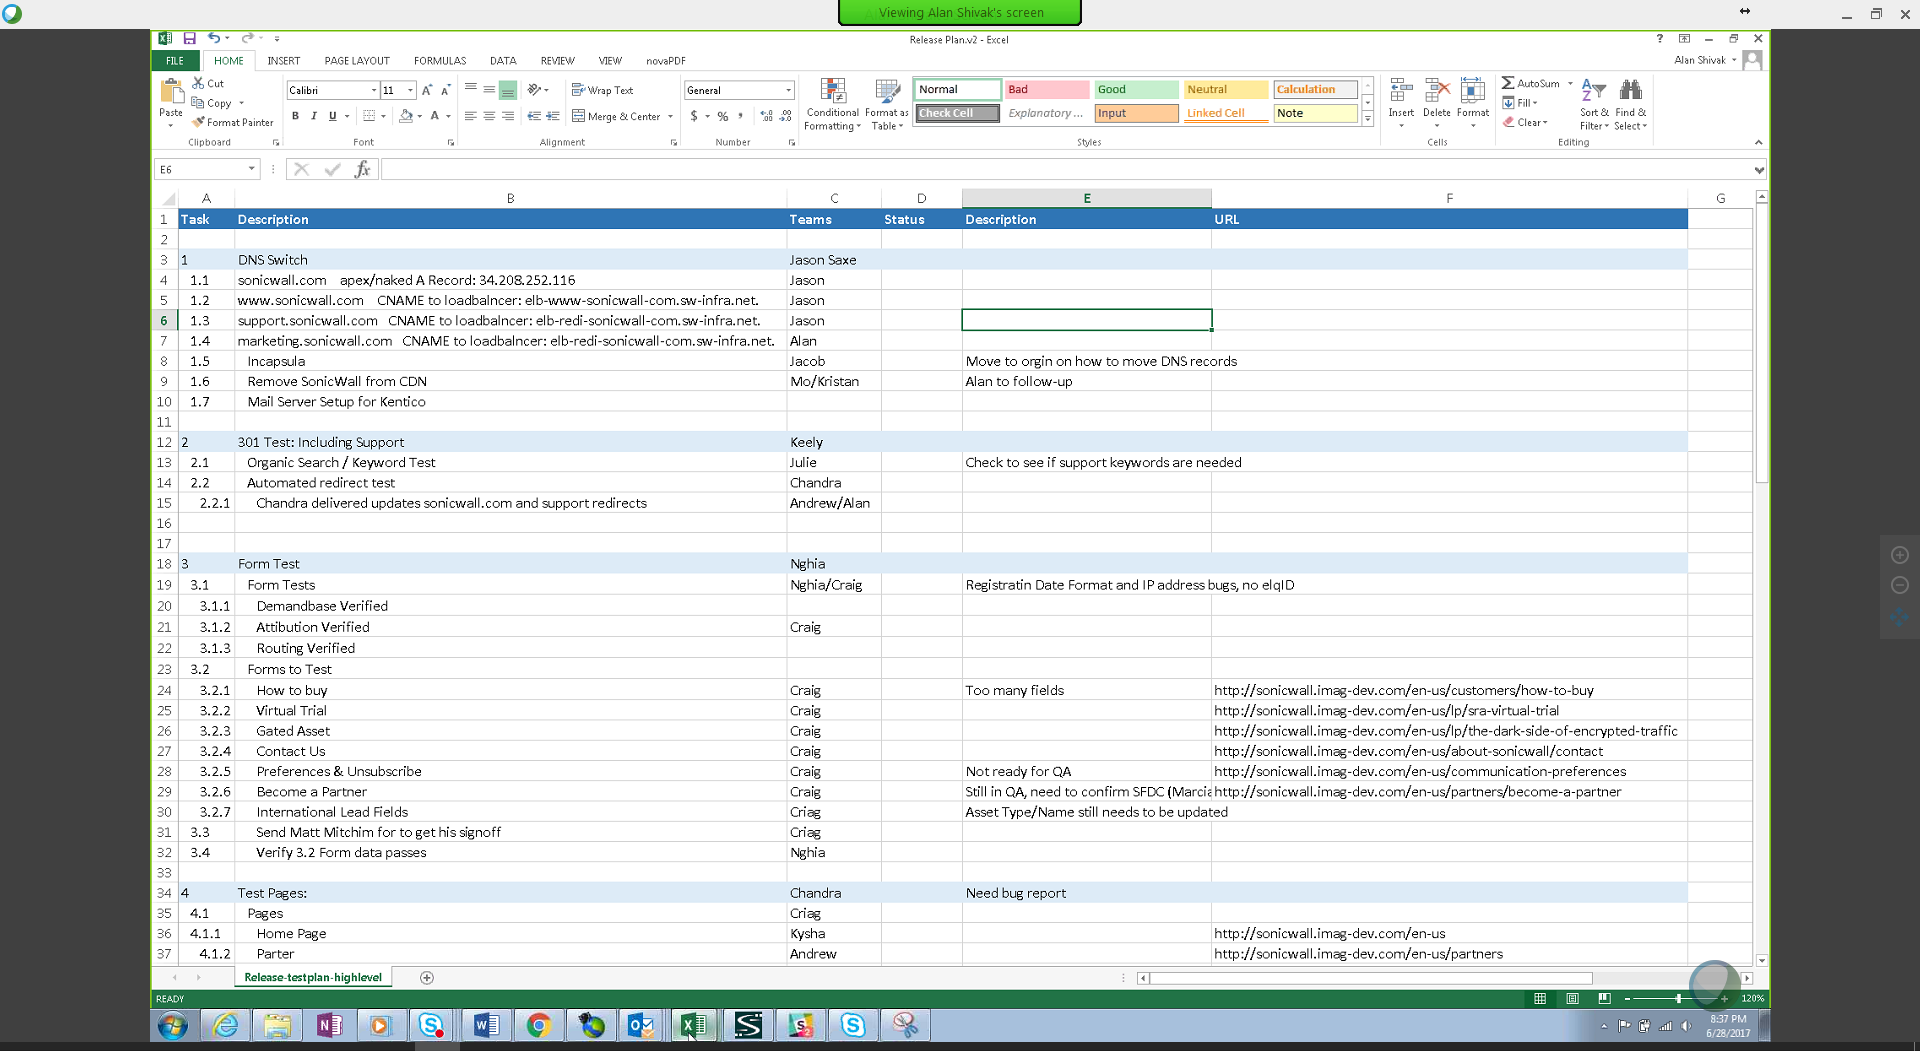 Viewing Alan Shivak's screen
Release Plan.v2 - Excel
FILE HOME INSERT PAGE LAYOUT FORMULAS DATA REVIEW VIEW novaPDF
Alan Shivak
Paste
Cut
Copy
Format Painter
Clipboard
Calibri 11
B I U
Font
Wrap Text
Merge & Center
Alignment
General
$ % ,
Number
Conditional Formatting
Format as Table
Normal Bad Good Neutral Calculation
Check Cell Explanatory ... Input Linked Cell Note
Styles
Insert Delete Format
Cells
AutoSum
Fill
Clear
Sort & Filter
Find & Select
Editing
E6
fx
A B C D E F G
1 Task Description Teams Status Description URL
2
3 1 DNS Switch Jason Saxe
4 1.1 sonicwall.com apex/naked A Record: 34.208.252.116 Jason
5 1.2 www.sonicwall.com CNAME to loadbalncer: elb-www-sonicwall-com.sw-infra.net. Jason
6 1.3 support.sonicwall.com CNAME to loadbalncer: elb-redi-sonicwall-com.sw-infra.net. Jason
7 1.4 marketing.sonicwall.com CNAME to loadbalncer: elb-redi-sonicwall-com.sw-infra.net. Alan
8 1.5 Incapsula Jacob Move to orgin on how to move DNS records
9 1.6 Remove SonicWall from CDN Mo/Kristan Alan to follow-up
10 1.7 Mail Server Setup for Kentico
11
12 2 301 Test: Including Support Keely
13 2.1 Organic Search / Keyword Test Julie Check to see if support keywords are needed
14 2.2 Automated redirect test Chandra
15 2.2.1 Chandra delivered updates sonicwall.com and support redirects Andrew/Alan
16
17
18 3 Form Test Nghia
19 3.1 Form Tests Nghia/Craig Registratin Date Format and IP address bugs, no elqID
20 3.1.1 Demandbase Verified
21 3.1.2 Attibution Verified Craig
22 3.1.3 Routing Verified
23 3.2 Forms to Test
24 3.2.1 How to buy Craig Too many fields http://sonicwall.imag-dev.com/en-us/customers/how-to-buy
25 3.2.2 Virtual Trial Craig http://sonicwall.imag-dev.com/en-us/lp/sra-virtual-trial
26 3.2.3 Gated Asset Craig http://sonicwall.imag-dev.com/en-us/lp/the-dark-side-of-encrypted-traffic
27 3.2.4 Contact Us Craig http://sonicwall.imag-dev.com/en-us/about-sonicwall/contact
28 3.2.5 Preferences & Unsubscribe Craig Not ready for QA http://sonicwall.imag-dev.com/en-us/communication-preferences
29 3.2.6 Become a Partner Craig Still in QA, need to confirm SFDC (Marcia http://sonicwall.imag-dev.com/en-us/partners/become-a-partner
30 3.2.7 International Lead Fields Criag Asset Type/Name still needs to be updated
31 3.3 Send Matt Mitchim for to get his signoff Criag
32 3.4 Verify 3.2 Form data passes Nghia
33
34 4 Test Pages: Chandra Need bug report
35 4.1 Pages Criag
36 4.1.1 Home Page Kysha http://sonicwall.imag-dev.com/en-us
37 4.1.2 Parter Andrew http://sonicwall.imag-dev.com/en-us/partners
Release-testplan-highlevel
READY
120%
8:37 PM
6/28/2017